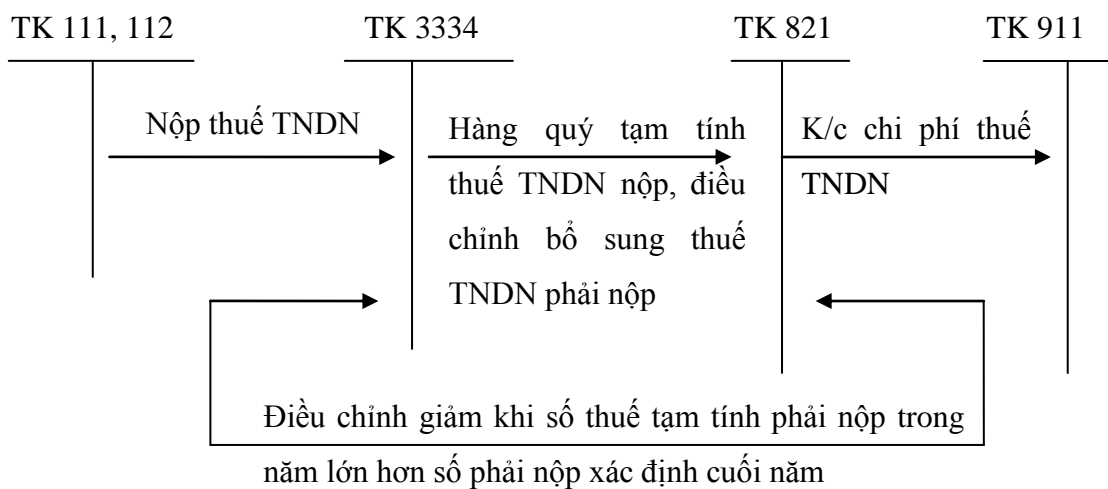 TK 111, 112
TK 3334
TK 821
TK 911
Nộp thuế TNDN
Hàng quý tạm tính
thuế TNDN nộp, điều
chỉnh bổ sung thuế
TNDN phải nộp
K/c chi phí thuế
TNDN
Điều chỉnh giảm khi số thuế tạm tính phải nộp trong
năm lớn hơn số phải nộp xác định cuối năm